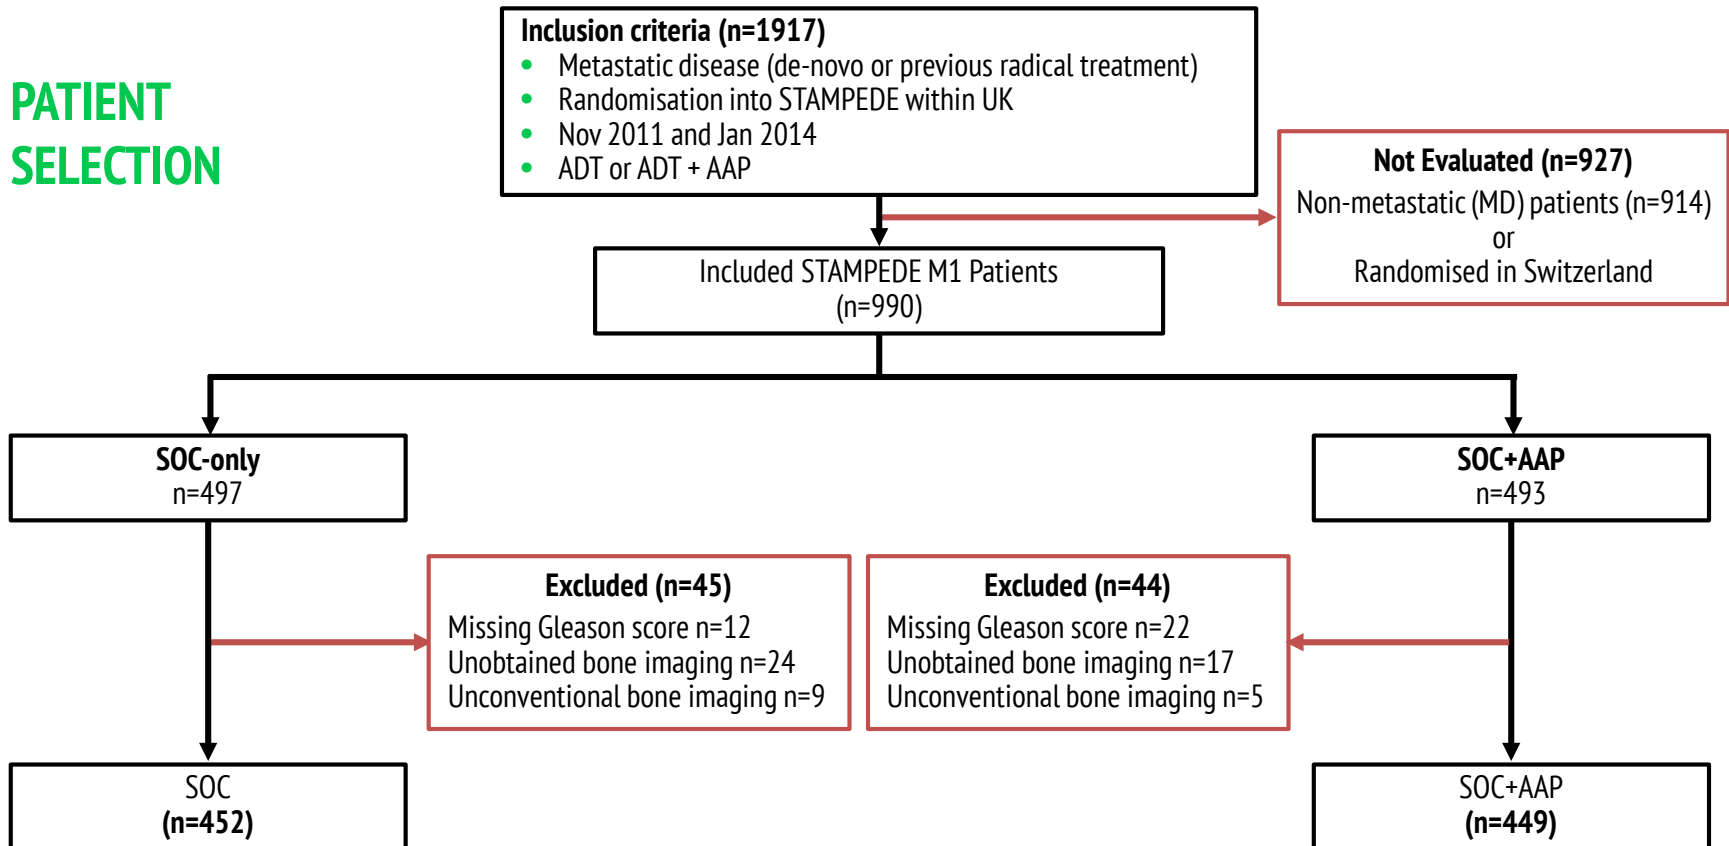 PATIENT
SELECTION
Inclusion criteria (n=1917)
• Metastatic disease (de-novo or previous radical treatment)
• Randomisation into STAMPEDE within UK
• Nov 2011 and Jan 2014
• ADT or ADT + AAP
Not Evaluated (n=927)
Non-metastatic (MD) patients (n=914)
or
Randomised in Switzerland
Included STAMPEDE M1 Patients
(n=990)
SOC-only
n=497
SOC+AAP
n=493
Excluded (n=45)
Missing Gleason score n=12
Unobtained bone imaging n=24
Unconventional bone imaging n=9
Excluded (n=44)
Missing Gleason score n=22
Unobtained bone imaging n=17
Unconventional bone imaging n=5
SOC
(n=452)
SOC+AAP
(n=449)